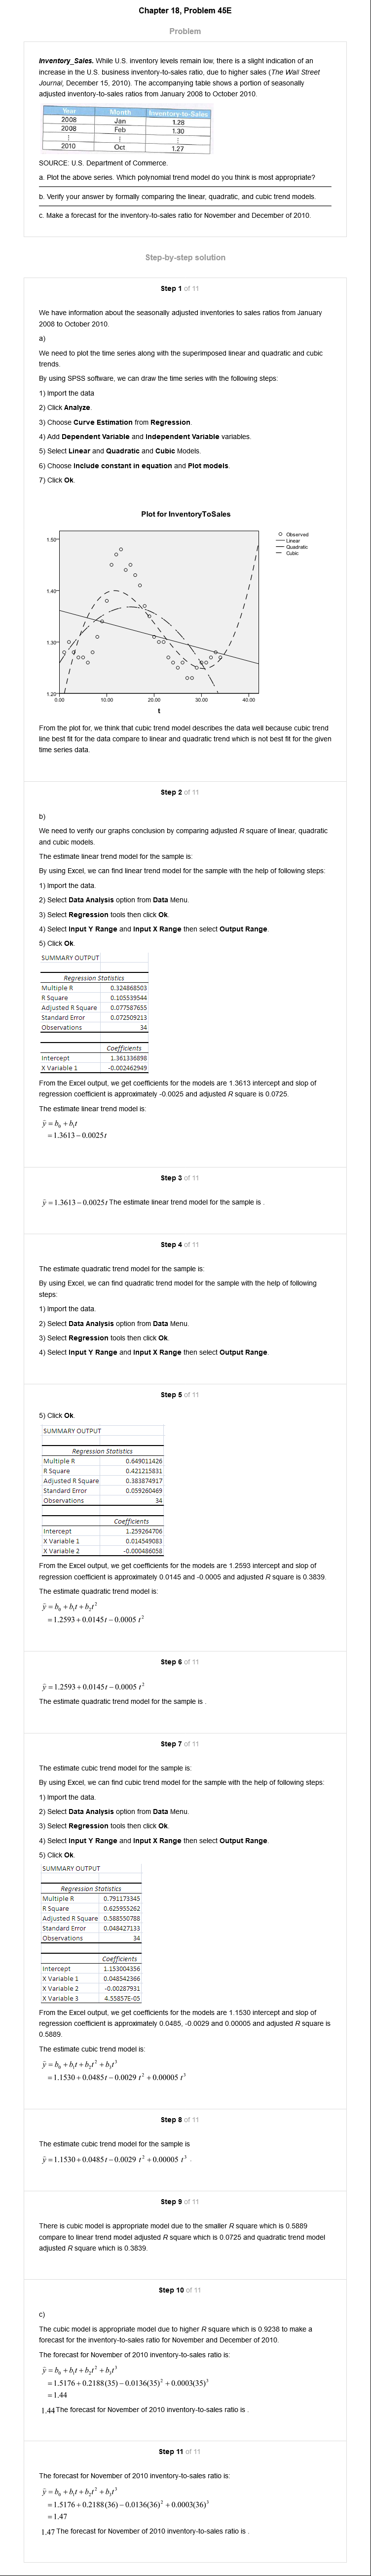 Chapter 18, Problem 45E
Problem
Inventory_Sales. While U.S. inventory levels remain low, there is a slight indication of an
increase in the U.S. business inventory-to-sales ratio, due to higher sales (The Wall Street
Journal, December 15, 2010). The accompanying table shows a portion of seasonally
adjusted inventory-to-sales ratios from January 2008 to October 2010.
Year Month Inventory-to-Sales
2008 Jan 1.28
2008 Feb 1.30
⋮ ⋮ ⋮
2010 Oct 1.27
SOURCE: U.S. Department of Commerce.
a. Plot the above series. Which polynomial trend model do you think is most appropriate?
b. Verify your answer by formally comparing the linear, quadratic, and cubic trend models.
c. Make a forecast for the inventory-to-sales ratio for November and December of 2010.
Step-by-step solution
Step 1 of 11
We have information about the seasonally adjusted inventories to sales ratios from January
2008 to October 2010.
a)
We need to plot the time series along with the superimposed linear and quadratic and cubic
trends.
By using SPSS software, we can draw the time series with the following steps:
1) Import the data
2) Click Analyze.
3) Choose Curve Estimation from Regression.
4) Add Dependent Variable and Independent Variable variables.
5) Select Linear and Quadratic and Cubic Models.
6) Choose Include constant in equation and Plot models.
7) Click Ok.
Plot for InventoryToSales
Observed
Linear
Quadratic
Cubic
1.50
1.40
1.30
1.20
0.00 10.00 20.00 30.00 40.00
t
From the plot for, we think that cubic trend model describes the data well because cubic trend
line best fit for the data compare to linear and quadratic trend which is not best fit for the given
time series data.
Step 2 of 11
b)
We need to verify our graphs conclusion by comparing adjusted R square of linear, quadratic
and cubic models.
The estimate linear trend model for the sample is:
By using Excel, we can find linear trend model for the sample with the help of following steps:
1) Import the data.
2) Select Data Analysis option from Data Menu.
3) Select Regression tools then click Ok.
4) Select Input Y Range and Input X Range then select Output Range.
5) Click Ok.
SUMMARY OUTPUT
Regression Statistics
Multiple R 0.324868503
R Square 0.105539544
Adjusted R Square 0.077587655
Standard Error 0.072509213
Observations 34
Coefficients
Intercept 1.361336898
X Variable 1 -0.002462949
From the Excel output, we get coefficients for the models are 1.3613 intercept and slop of
regression coefficient is approximately -0.0025 and adjusted R square is 0.0725.
The estimate linear trend model is:
ŷ = b₀ + b₁t
= 1.3613 − 0.0025t
Step 3 of 11
ŷ = 1.3613 − 0.0025t The estimate linear trend model for the sample is .
Step 4 of 11
The estimate quadratic trend model for the sample is:
By using Excel, we can find quadratic trend model for the sample with the help of following
steps:
1) Import the data.
2) Select Data Analysis option from Data Menu.
3) Select Regression tools then click Ok.
4) Select Input Y Range and Input X Range then select Output Range.
Step 5 of 11
5) Click Ok.
SUMMARY OUTPUT
Regression Statistics
Multiple R 0.649011426
R Square 0.421215831
Adjusted R Square 0.383874917
Standard Error 0.059260469
Observations 34
Coefficients
Intercept 1.259264706
X Variable 1 0.014549083
X Variable 2 -0.000486058
From the Excel output, we get coefficients for the models are 1.2593 intercept and slop of
regression coefficient is approximately 0.0145 and -0.0005 and adjusted R square is 0.3839.
The estimate quadratic trend model is:
ŷ = b₀ + b₁t + b₂t²
= 1.2593 + 0.0145t − 0.0005 t²
Step 6 of 11
ŷ = 1.2593 + 0.0145t − 0.0005 t²
The estimate quadratic trend model for the sample is .
Step 7 of 11
The estimate cubic trend model for the sample is:
By using Excel, we can find cubic trend model for the sample with the help of following steps:
1) Import the data.
2) Select Data Analysis option from Data Menu.
3) Select Regression tools then click Ok.
4) Select Input Y Range and Input X Range then select Output Range.
5) Click Ok.
SUMMARY OUTPUT
Regression Statistics
Multiple R 0.791173345
R Square 0.625955262
Adjusted R Square 0.588550788
Standard Error 0.048427133
Observations 34
Coefficients
Intercept 1.153004356
X Variable 1 0.048542366
X Variable 2 -0.00287931
X Variable 3 4.55857E-05
From the Excel output, we get coefficients for the models are 1.1530 intercept and slop of
regression coefficient is approximately 0.0485, -0.0029 and 0.00005 and adjusted R square is
0.5889.
The estimate cubic trend model is:
ŷ = b₀ + b₁t + b₂t² + b₃t³
= 1.1530 + 0.0485t − 0.0029 t² + 0.00005 t³
Step 8 of 11
The estimate cubic trend model for the sample is
ŷ = 1.1530 + 0.0485t − 0.0029 t² + 0.00005 t³ .
Step 9 of 11
There is cubic model is appropriate model due to the smaller R square which is 0.5889
compare to linear trend model adjusted R square which is 0.0725 and quadratic trend model
adjusted R square which is 0.3839.
Step 10 of 11
c)
The cubic model is appropriate model due to higher R square which is 0.9238 to make a
forecast for the inventory-to-sales ratio for November and December of 2010.
The forecast for November of 2010 inventory-to-sales ratio is:
ŷ = b₀ + b₁t + b₂t² + b₃t³
= 1.5176 + 0.2188(35) − 0.0136(35)² + 0.0003(35)³
= 1.44
1.44 The forecast for November of 2010 inventory-to-sales ratio is .
Step 11 of 11
The forecast for November of 2010 inventory-to-sales ratio is:
ŷ = b₀ + b₁t + b₂t² + b₃t³
= 1.5176 + 0.2188(36) − 0.0136(36)² + 0.0003(36)³
= 1.47
1.47 The forecast for November of 2010 inventory-to-sales ratio is .